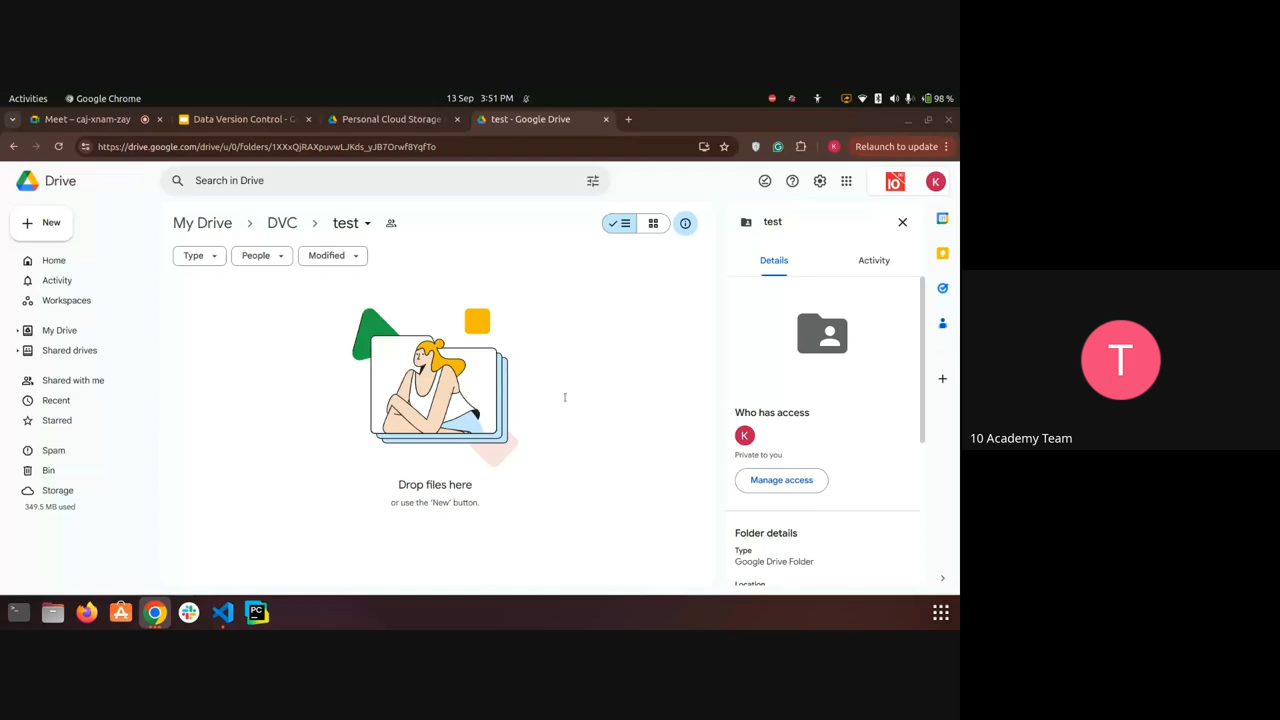 Activities
Google Chrome
13 Sep 3:51 PM
98 %
Meet – caj-xnam-zay
Data Version Control - G
Personal Cloud Storage
test - Google Drive
https://drive.google.com/drive/u/0/folders/1XXxQjRAXpuvwLJKds_yJB7Orwf8YqfTo
Relaunch to update
Drive
Search in Drive
10
K
New
My Drive
DVC
test
test
Type
People
Modified
Details
Activity
Home
Activity
Workspaces
My Drive
Shared drives
Shared with me
Recent
Starred
Spam
Bin
Storage
349.5 MB used
Drop files here
or use the 'New' button.
Who has access
K
Private to you
Manage access
Folder details
Type
Google Drive Folder
Location
PC
T
10 Academy Team